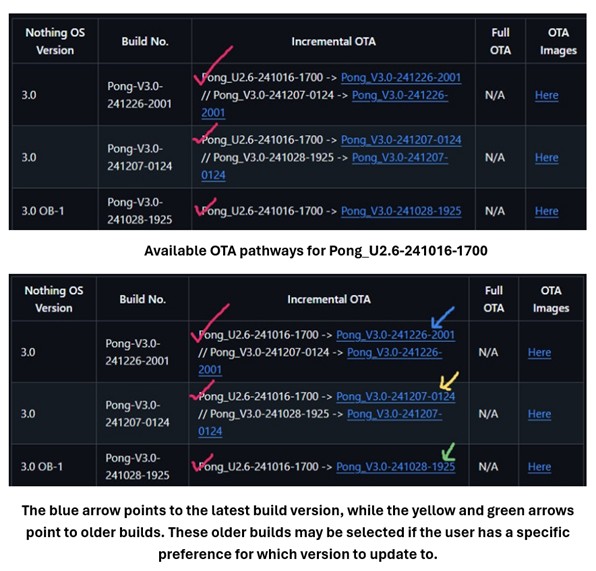 Nothing OS Version
Build No.
Incremental OTA
Full OTA
OTA Images
3.0
Pong-V3.0-
241226-2001
Pong_U2.6-241016-1700 -> Pong_V3.0-241226-2001
// Pong_V3.0-241207-0124 -> Pong_V3.0-241226-
2001
N/A
Here
3.0
Pong-V3.0-
241207-0124
Pong_U2.6-241016-1700 -> Pong_V3.0-241207-0124
// Pong_V3.0-241028-1925 -> Pong_V3.0-241207-
0124
N/A
Here
3.0 OB-1
Pong-V3.0-
241028-1925
Pong_U2.6-241016-1700 -> Pong_V3.0-241028-1925
N/A
Here
Available OTA pathways for Pong_U2.6-241016-1700
Nothing OS Version
Build No.
Incremental OTA
Full OTA
OTA Images
3.0
Pong-V3.0-
241226-2001
Pong_U2.6-241016-1700 -> Pong_V3.0-241226-2001
// Pong_V3.0-241207-0124 -> Pong_V3.0-241226-
2001
N/A
Here
3.0
Pong-V3.0-
241207-0124
Pong_U2.6-241016-1700 -> Pong_V3.0-241207-0124
// Pong_V3.0-241028-1925 -> Pong_V3.0-241207-
0124
N/A
Here
3.0 OB-1
Pong-V3.0-
241028-1925
Pong_U2.6-241016-1700 -> Pong_V3.0-241028-1925
N/A
Here
The blue arrow points to the latest build version, while the yellow and green arrows
point to older builds. These older builds may be selected if the user has a specific
preference for which version to update to.